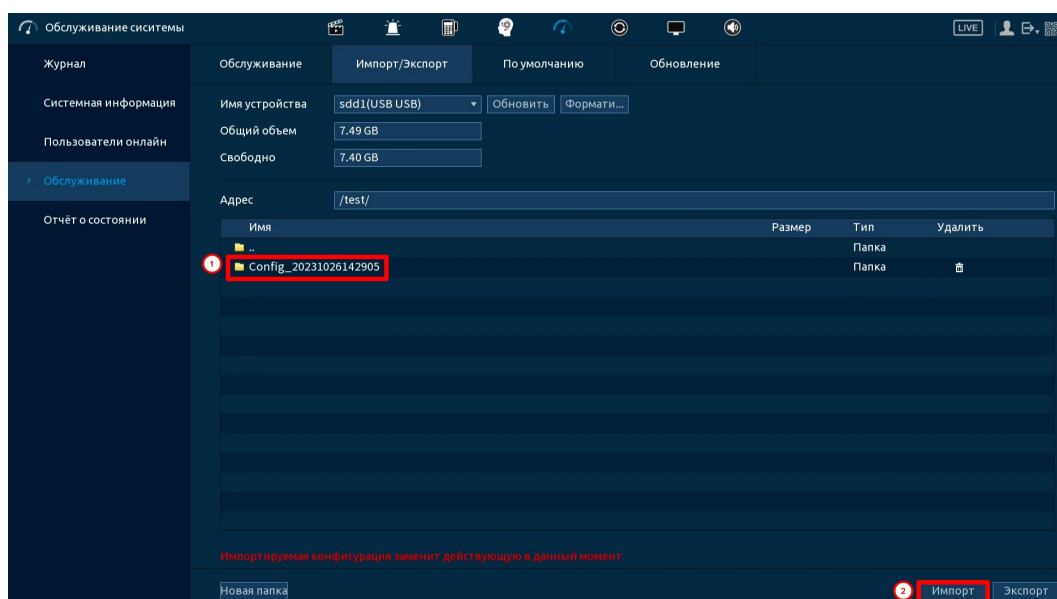 Обслуживание сиситемы LIVE
Журнал
Системная информация
Пользователи онлайн
Обслуживание
Отчёт о состоянии
Обслуживание Импорт/Экспорт По умолчанию Обновление
Имя устройства sdd1(USB USB) Обновить Формати...
Общий объем 7.49 GB
Свободно 7.40 GB
Адрес /test/
Имя Размер Тип Удалить
.. Папка
1 Config_20231026142905 Папка
Импортируемая конфигурация заменит действующую в данный момент.
Новая папка 2 Импорт Экспорт